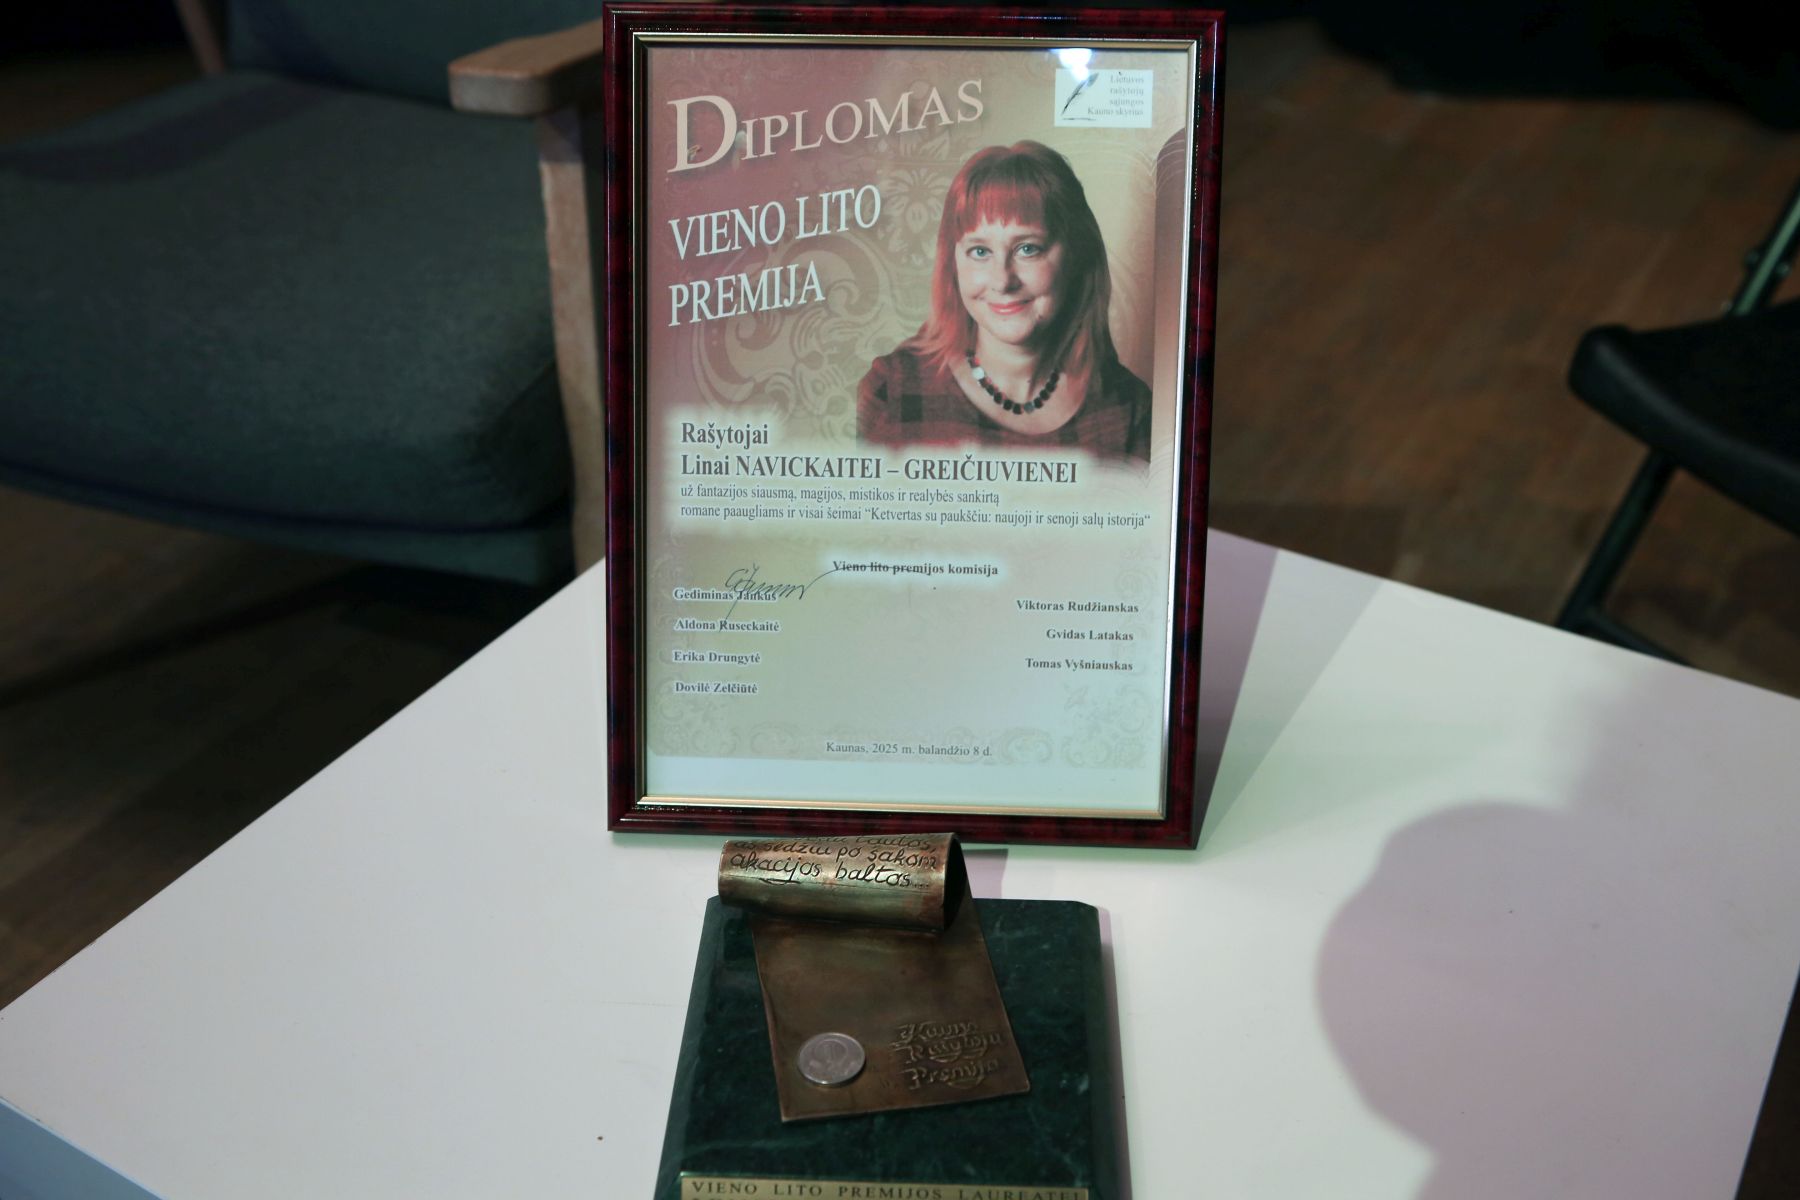 Lietuvos
rašytojų
sąjungos
Kauno skyrius
DIPLOMAS
VIENO LITO
PREMIJA
Rašytojai
Linai NAVICKAITEI – GREIČIUVIENEI
už fantazijos siausmą, magijos, mistikos ir realybės sankirtą
romane paaugliams ir visai šeimai “Ketvertas su paukščiu: naujoji ir senoji salų istorija“
Vieno lito premijos komisija
Gediminas Jankus
Viktoras Rudžianskas
Aldona Ruseckaitė
Gvidas Latakas
Erika Drungytė
Tomas Vyšniauskas
Dovilė Zelčiūtė
Kaunas, 2025 m. balandžio 8 d.
aš sėdžiu po šakom
akacijos baltos...
Kauno
Rašytojų
Premija
VIENO LITO PREMIJOS LAUREATEI